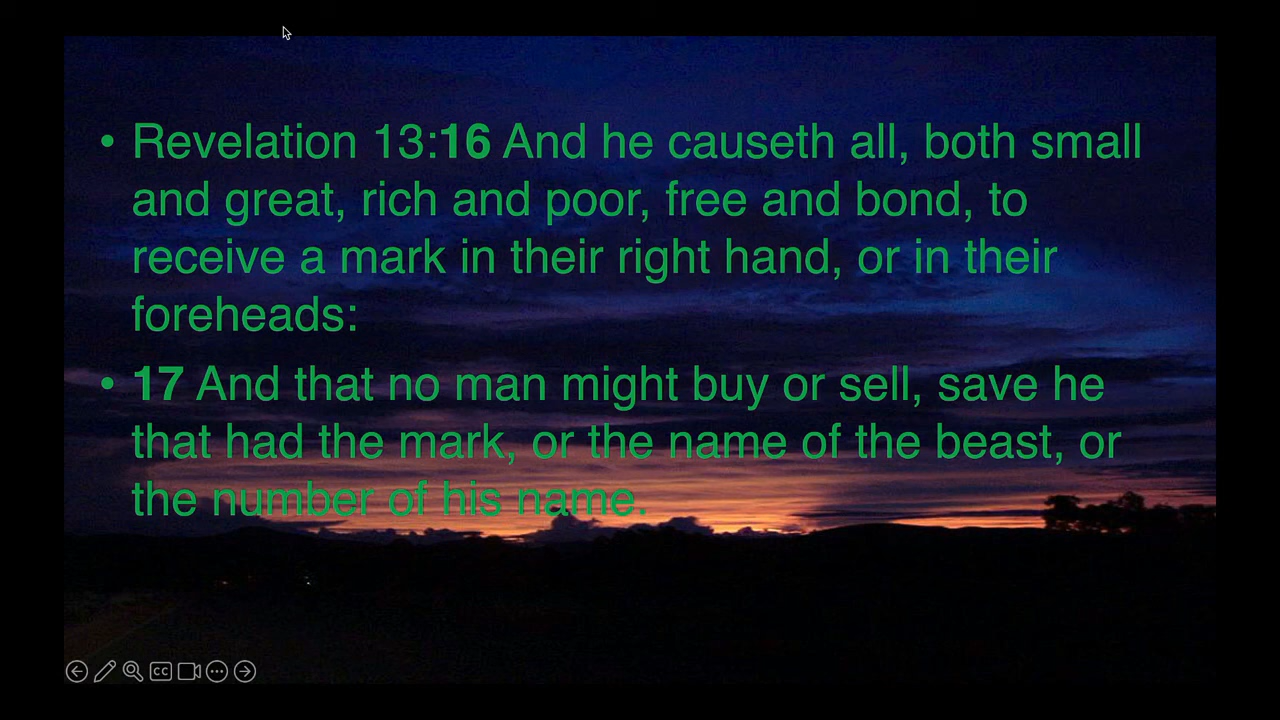 • Revelation 13:16 And he causeth all, both small
and great, rich and poor, free and bond, to
receive a mark in their right hand, or in their
foreheads:
• 17 And that no man might buy or sell, save he
that had the mark, or the name of the beast, or
the number of his name.
CC